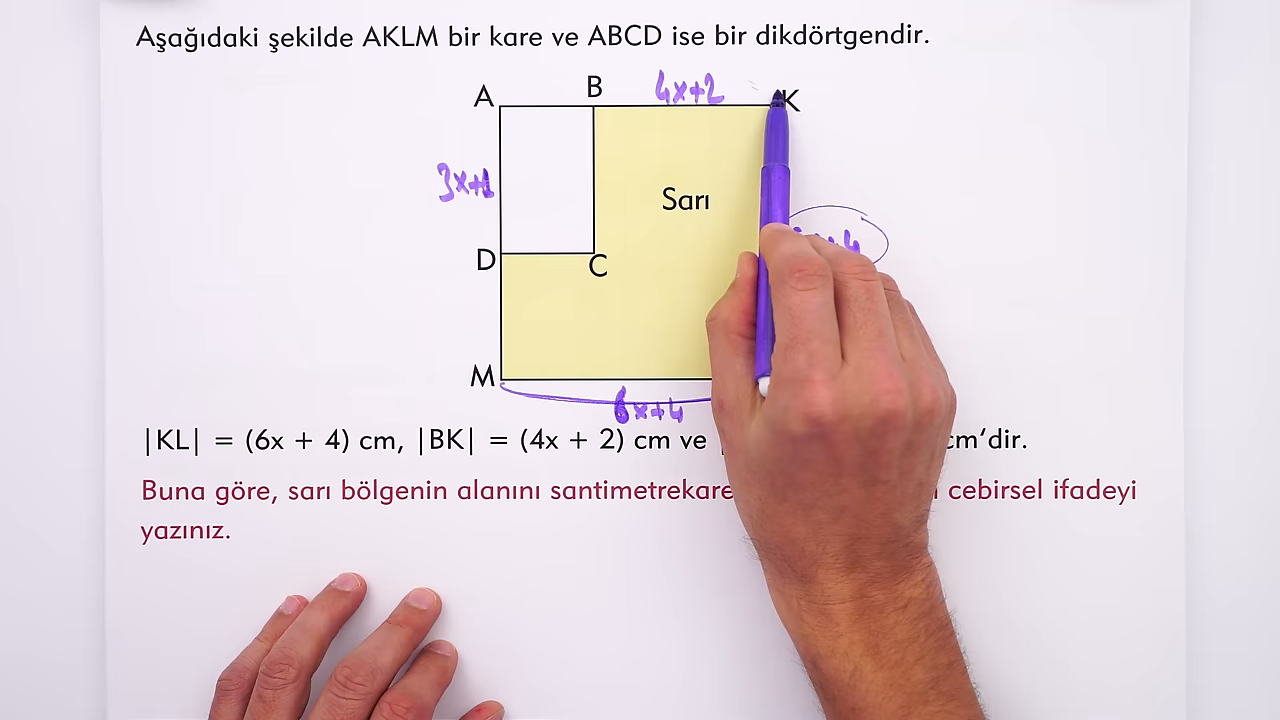 Aşağıdaki şekilde AKLM bir kare ve ABCD ise bir dikdörtgendir.
A B 4x+2 K
3x+1
Sarı
D C
M
6x+4
|KL| = (6x + 4) cm, |BK| = (4x + 2) cm ve cm'dir.
Buna göre, sarı bölgenin alanını santimetrekare cebirsel ifadeyi
yazınız.